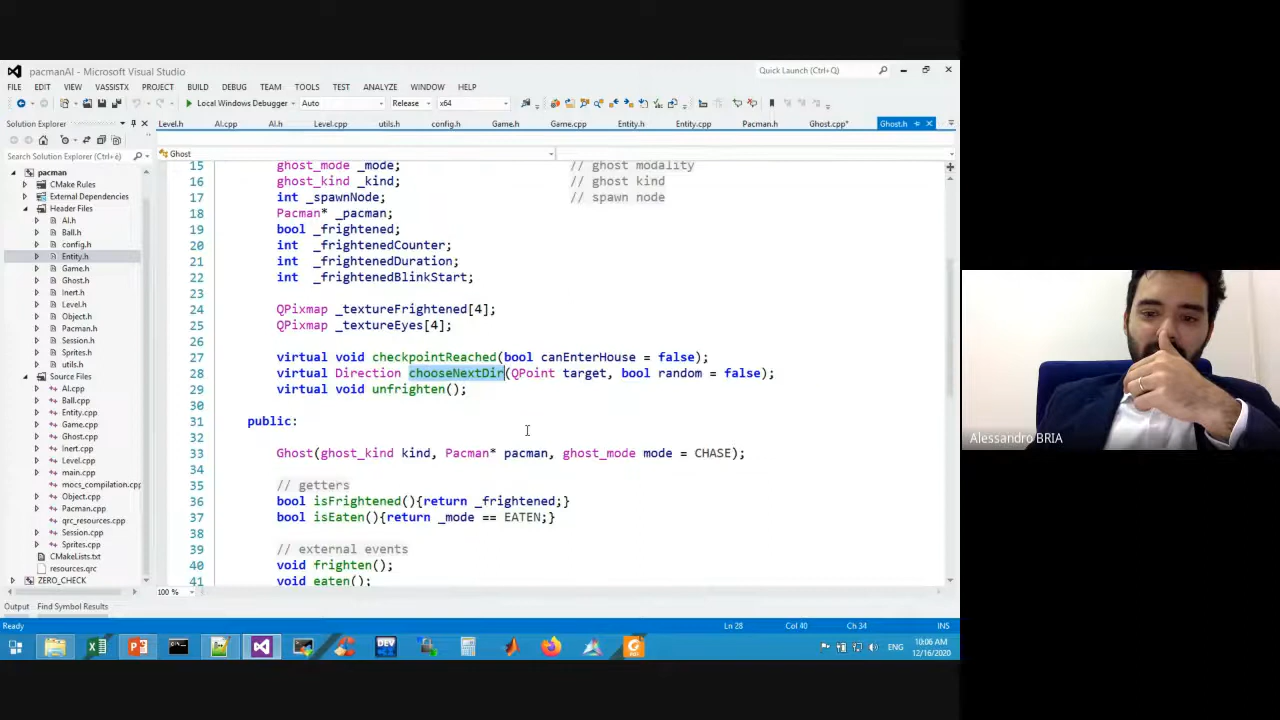 pacmanAI - Microsoft Visual Studio
Quick Launch (Ctrl+Q)
FILE EDIT VIEW VASSISTX PROJECT BUILD DEBUG TEAM TOOLS TEST ANALYZE WINDOW HELP
Local Windows Debugger Auto Release x64
Solution Explorer
Level.h AI.cpp AI.h Level.cpp utils.h config.h Game.h Game.cpp Entity.h Entity.cpp Pacman.h Ghost.cpp* Ghost.h
Search Solution Explorer (Ctrl+è)
Ghost
pacman
CMake Rules
External Dependencies
Header Files
AI.h
Ball.h
config.h
Entity.h
Game.h
Ghost.h
Inert.h
Level.h
Object.h
Pacman.h
Session.h
Sprites.h
utils.h
Source Files
AI.cpp
Ball.cpp
Entity.cpp
Game.cpp
Ghost.cpp
Inert.cpp
Level.cpp
main.cpp
mocs_compilation.cpp
Object.cpp
Pacman.cpp
qrc_resources.cpp
Session.cpp
Sprites.cpp
CMakeLists.txt
resources.qrc
ZERO_CHECK
15 ghost_mode _mode; // ghost modality
16 ghost_kind _kind; // ghost kind
17 int _spawnNode; // spawn node
18 Pacman* _pacman;
19 bool _frightened;
20 int _frightenedCounter;
21 int _frightenedDuration;
22 int _frightenedBlinkStart;
23
24 QPixmap _textureFrightened[4];
25 QPixmap _textureEyes[4];
26
27 virtual void checkpointReached(bool canEnterHouse = false);
28 virtual Direction chooseNextDir(QPoint target, bool random = false);
29 virtual void unfrighten();
30
31 public:
32
33 Ghost(ghost_kind kind, Pacman* pacman, ghost_mode mode = CHASE);
34
35 // getters
36 bool isFrightened(){return _frightened;}
37 bool isEaten(){return _mode == EATEN;}
38
39 // external events
40 void frighten();
41 void eaten();
100 %
Output Find Symbol Results
Ready Ln 28 Col 40 Ch 34 INS
DEV
PDF
ENG
10:06 AM
12/16/2020
Alessandro BRIA